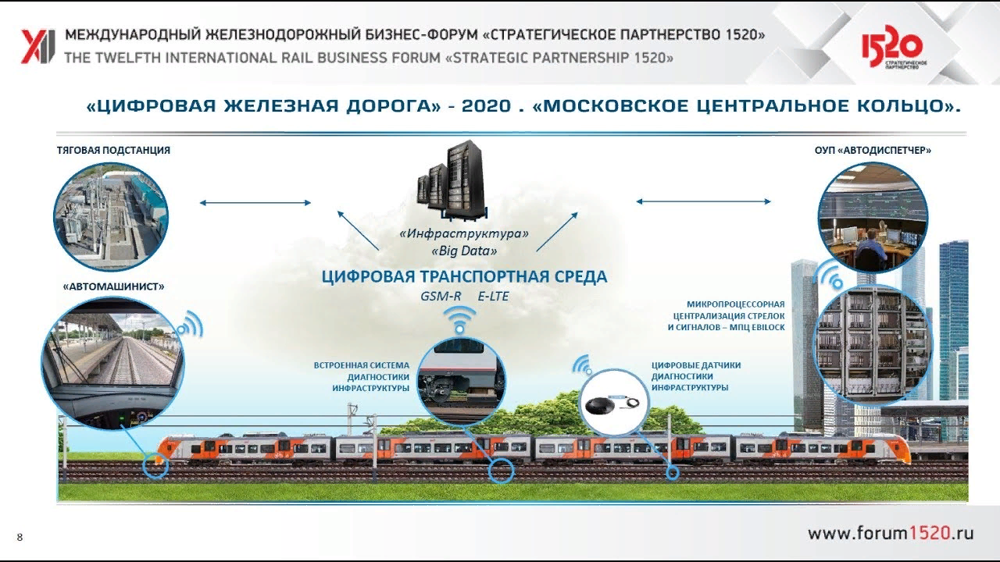 XII
МЕЖДУНАРОДНЫЙ ЖЕЛЕЗНОДОРОЖНЫЙ БИЗНЕС-ФОРУМ «СТРАТЕГИЧЕСКОЕ ПАРТНЕРСТВО 1520»
THE TWELFTH INTERNATIONAL RAIL BUSINESS FORUM «STRATEGIC PARTNERSHIP 1520»
1520
СТРАТЕГИЧЕСКОЕ
ПАРТНЕРСТВО
«ЦИФРОВАЯ ЖЕЛЕЗНАЯ ДОРОГА» - 2020 . «МОСКОВСКОЕ ЦЕНТРАЛЬНОЕ КОЛЬЦО».
ТЯГОВАЯ ПОДСТАНЦИЯ
ОУП «АВТОДИСПЕТЧЕР»
«Инфраструктура»
«Big Data»
ЦИФРОВАЯ ТРАНСПОРТНАЯ СРЕДА
GSM-R E-LTE
«АВТОМАШИНИСТ»
МИКРОПРОЦЕССОРНАЯ
ЦЕНТРАЛИЗАЦИЯ СТРЕЛОК
И СИГНАЛОВ – МПЦ EBILOCK
ВСТРОЕННАЯ СИСТЕМА
ДИАГНОСТИКИ
ИНФРАСТРУКТУРЫ
ЦИФРОВЫЕ ДАТЧИКИ
ДИАГНОСТИКИ
ИНФРАСТРУКТУРЫ
8
www.forum1520.ru